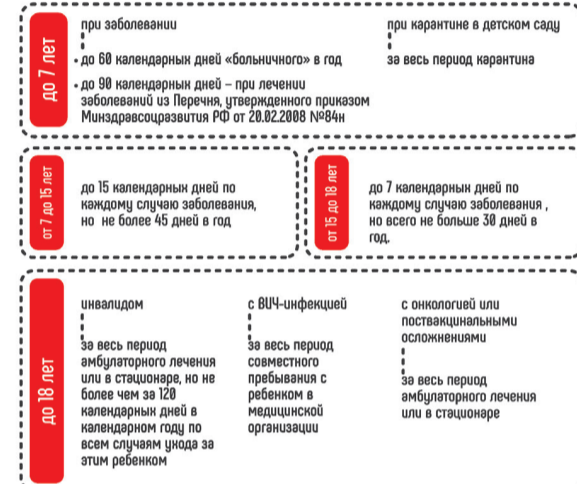 до 7 лет
при заболевании
до 60 календарных дней «больничного» в год
до 90 календарных дней – при лечении
заболеваний из Перечня, утвержденного приказом
Минздравсоцразвития РФ от 20.02.2008 №84н
при карантине в детском саду
за весь период карантина
от 7 до 15 лет
до 15 календарных дней по
каждому случаю заболевания,
но не более 45 дней в год
от 15 до 18 лет
до 7 календарных дней по
каждому случаю заболевания ,
но всего не больше 30 дней в
год.
до 18 лет
инвалидом
за весь период
амбулаторного лечения
или в стационаре, но не
более чем за 120
календарных дней в
календарном году по
всем случаям ухода за
этим ребенком
с ВИЧ-инфекцией
за весь период
совместного
пребывания с
ребенком в
медицинской
организации
с онкологией или
поствакцинальными
осложнениями
за весь период
амбулаторного лечения
или в стационаре